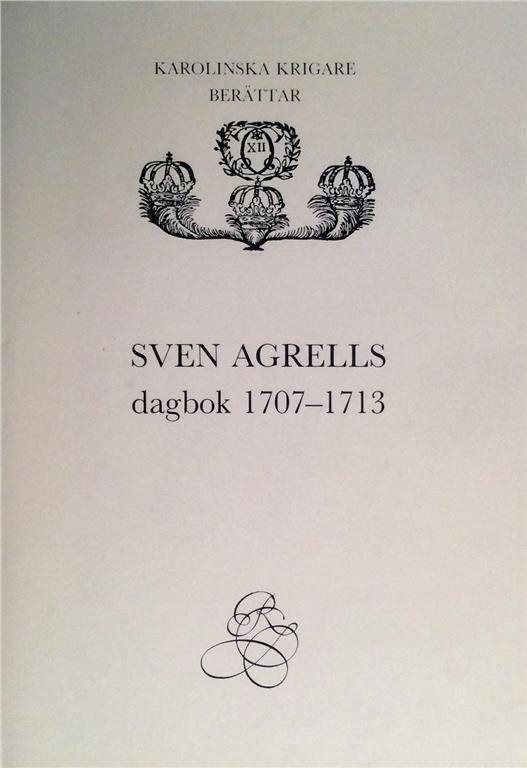 KAROLINSKA KRIGARE
BERÄTTAR
XII
SVEN AGRELLS
dagbok 1707–1713